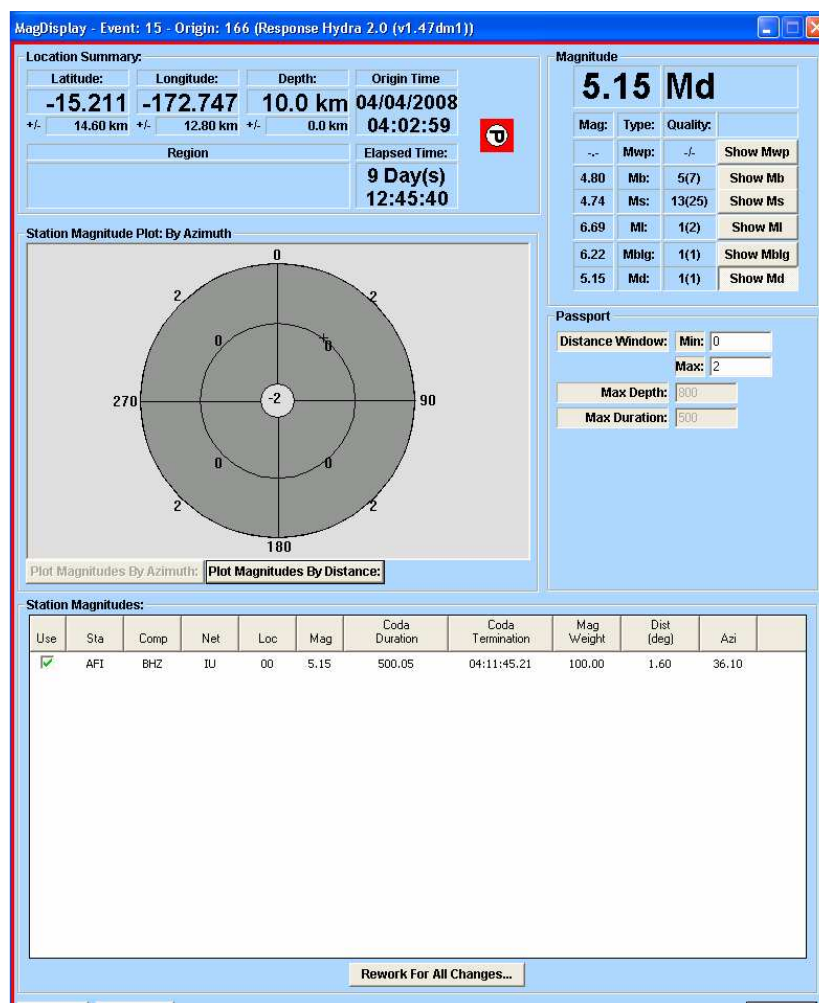 MagDisplay - Event: 15 - Origin: 166 (Response Hydra 2.0 (v1.47dm1))
Location Summary:
Latitude: Longitude: Depth: Origin Time
-15.211 -172.747 10.0 km 04/04/2008
+/- 14.60 km +/- 12.80 km +/- 0.0 km 04:02:59
P
Region Elapsed Time:
9 Day(s)
12:45:40
Magnitude
5.15 Md
Mag: Type: Quality:
-.- Mwp: -/- Show Mwp
4.80 Mb: 5(7) Show Mb
4.74 Ms: 13(25) Show Ms
6.69 Ml: 1(2) Show Ml
6.22 Mblg: 1(1) Show Mblg
5.15 Md: 1(1) Show Md
Station Magnitude Plot: By Azimuth
0
2 2
0 0
270 -2 90
0 0
2 2
180
Plot Magnitudes By Azimuth: Plot Magnitudes By Distance:
Passport
Distance Window: Min: 0
Max: 2
Max Depth: 800
Max Duration: 500
Station Magnitudes:
Use Sta Comp Net Loc Mag Coda Duration Coda Termination Mag Weight Dist (deg) Azi
AFI BHZ IU 00 5.15 500.05 04:11:45.21 100.00 1.60 36.10
Rework For All Changes...